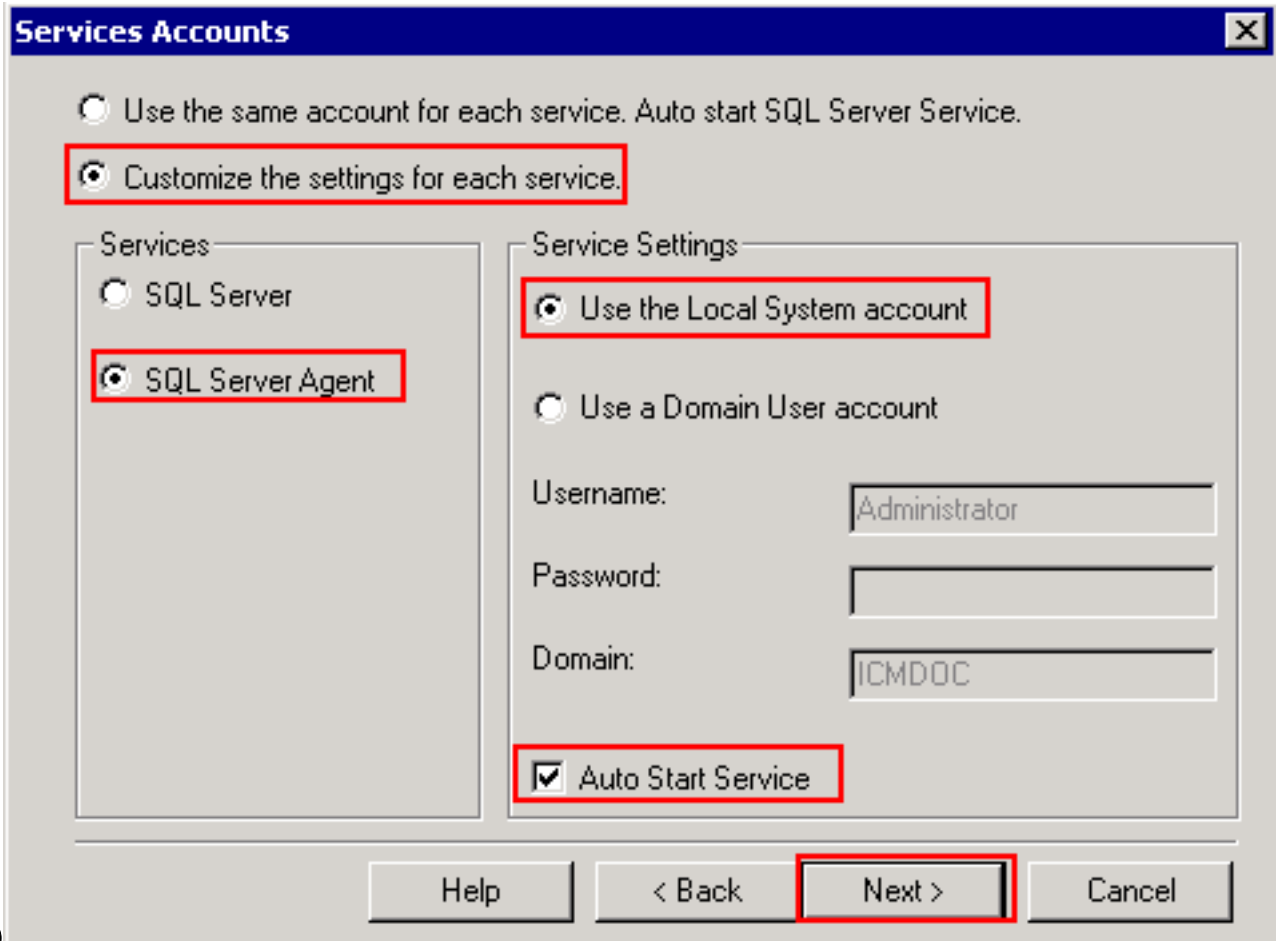 Services Accounts
Use the same account for each service. Auto start SQL Server Service.
Customize the settings for each service.
Services
SQL Server
SQL Server Agent
Service Settings
Use the Local System account
Use a Domain User account
Username:
Administrator
Password:
Domain:
ICMDOC
Auto Start Service
Help
< Back
Next >
Cancel
)